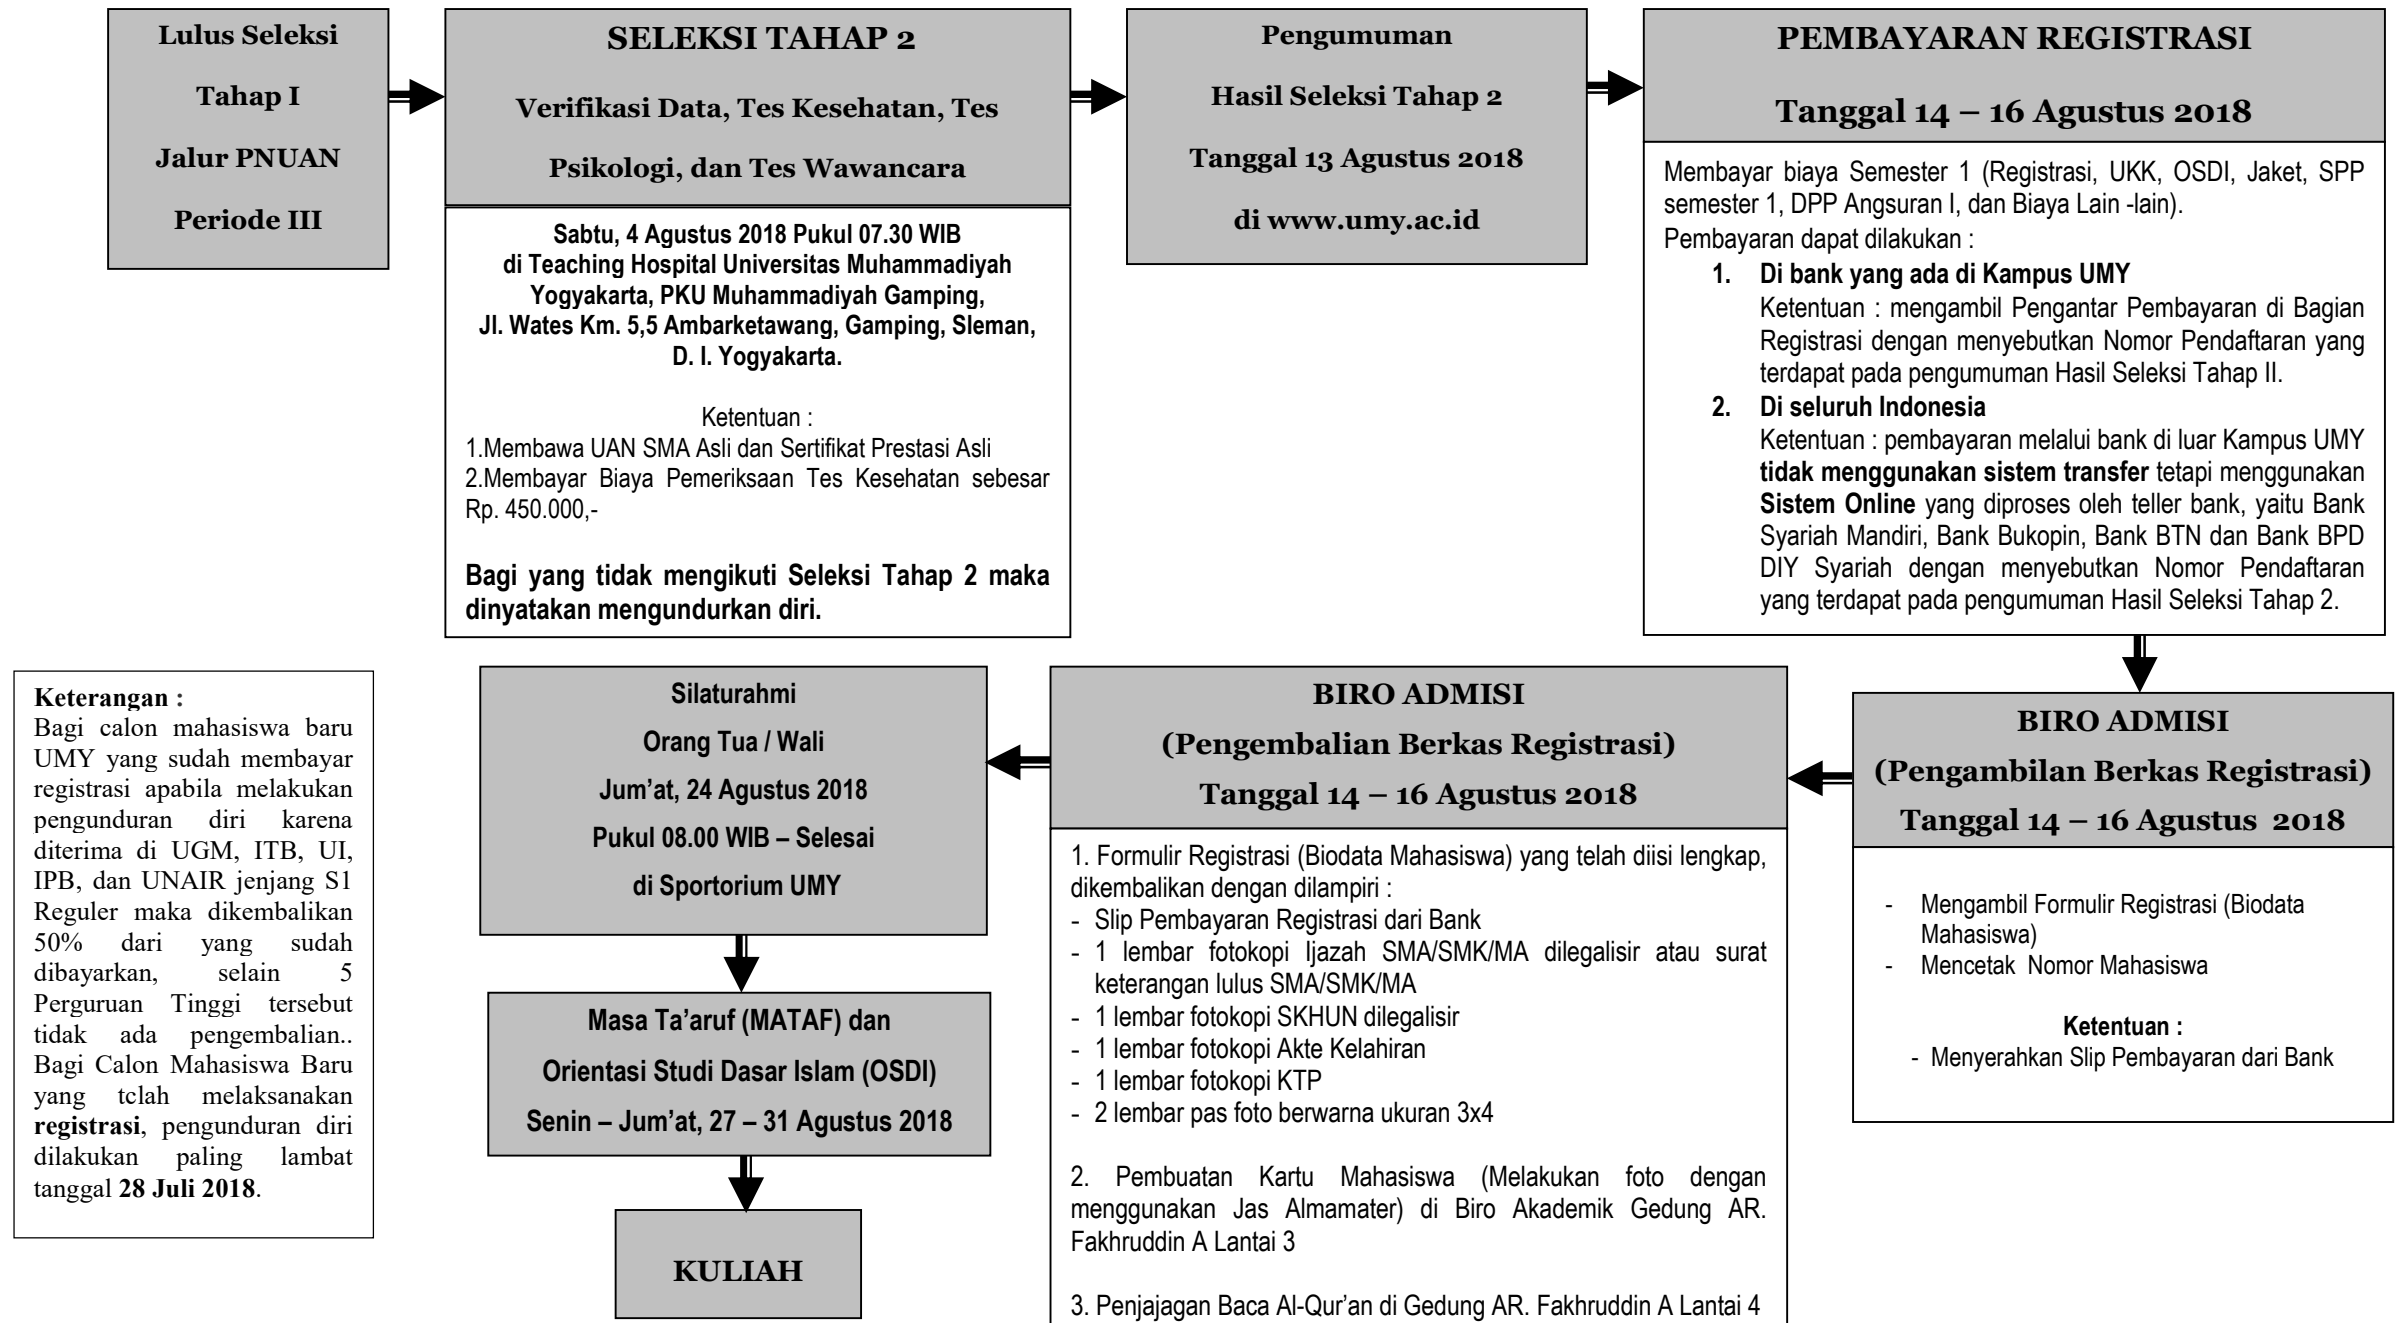 Lulus Seleksi
Tahap I
Jalur PNUAN
Periode III
SELEKSI TAHAP 2
Verifikasi Data, Tes Kesehatan, Tes
Psikologi, dan Tes Wawancara
Sabtu, 4 Agustus 2018 Pukul 07.30 WIB
di Teaching Hospital Universitas Muhammadiyah
Yogyakarta, PKU Muhammadiyah Gamping,
Jl. Wates Km. 5,5 Ambarketawang, Gamping, Sleman,
D. I. Yogyakarta.
Ketentuan :
1.Membawa UAN SMA Asli dan Sertifikat Prestasi Asli
2.Membayar Biaya Pemeriksaan Tes Kesehatan sebesar
Rp. 450.000,-
Bagi yang tidak mengikuti Seleksi Tahap 2 maka
dinyatakan mengundurkan diri.
Pengumuman
Hasil Seleksi Tahap 2
Tanggal 13 Agustus 2018
di www.umy.ac.id
PEMBAYARAN REGISTRASI
Tanggal 14 – 16 Agustus 2018
Membayar biaya Semester 1 (Registrasi, UKK, OSDI, Jaket, SPP
semester 1, DPP Angsuran I, dan Biaya Lain -lain).
Pembayaran dapat dilakukan :
1. Di bank yang ada di Kampus UMY
Ketentuan : mengambil Pengantar Pembayaran di Bagian
Registrasi dengan menyebutkan Nomor Pendaftaran yang
terdapat pada pengumuman Hasil Seleksi Tahap II.
2. Di seluruh Indonesia
Ketentuan : pembayaran melalui bank di luar Kampus UMY
tidak menggunakan sistem transfer tetapi menggunakan
Sistem Online yang diproses oleh teller bank, yaitu Bank
Syariah Mandiri, Bank Bukopin, Bank BTN dan Bank BPD
DIY Syariah dengan menyebutkan Nomor Pendaftaran
yang terdapat pada pengumuman Hasil Seleksi Tahap 2.
BIRO ADMISI
(Pengambilan Berkas Registrasi)
Tanggal 14 – 16 Agustus 2018
- Mengambil Formulir Registrasi (Biodata
Mahasiswa)
- Mencetak Nomor Mahasiswa
Ketentuan :
- Menyerahkan Slip Pembayaran dari Bank
BIRO ADMISI
(Pengembalian Berkas Registrasi)
Tanggal 14 – 16 Agustus 2018
1. Formulir Registrasi (Biodata Mahasiswa) yang telah diisi lengkap,
dikembalikan dengan dilampiri :
- Slip Pembayaran Registrasi dari Bank
- 1 lembar fotokopi Ijazah SMA/SMK/MA dilegalisir atau surat
keterangan lulus SMA/SMK/MA
- 1 lembar fotokopi SKHUN dilegalisir
- 1 lembar fotokopi Akte Kelahiran
- 1 lembar fotokopi KTP
- 2 lembar pas foto berwarna ukuran 3x4
2. Pembuatan Kartu Mahasiswa (Melakukan foto dengan
menggunakan Jas Almamater) di Biro Akademik Gedung AR.
Fakhruddin A Lantai 3
3. Penjajagan Baca Al-Qur’an di Gedung AR. Fakhruddin A Lantai 4
Silaturahmi
Orang Tua / Wali
Jum’at, 24 Agustus 2018
Pukul 08.00 WIB – Selesai
di Sportorium UMY
Masa Ta’aruf (MATAF) dan
Orientasi Studi Dasar Islam (OSDI)
Senin – Jum’at, 27 – 31 Agustus 2018
KULIAH
Keterangan :
Bagi calon mahasiswa baru
UMY yang sudah membayar
registrasi apabila melakukan
pengunduran diri karena
diterima di UGM, ITB, UI,
IPB, dan UNAIR jenjang S1
Reguler maka dikembalikan
50% dari yang sudah
dibayarkan, selain 5
Perguruan Tinggi tersebut
tidak ada pengembalian..
Bagi Calon Mahasiswa Baru
yang tclah melaksanakan
registrasi, pengunduran diri
dilakukan paling lambat
tanggal 28 Juli 2018.